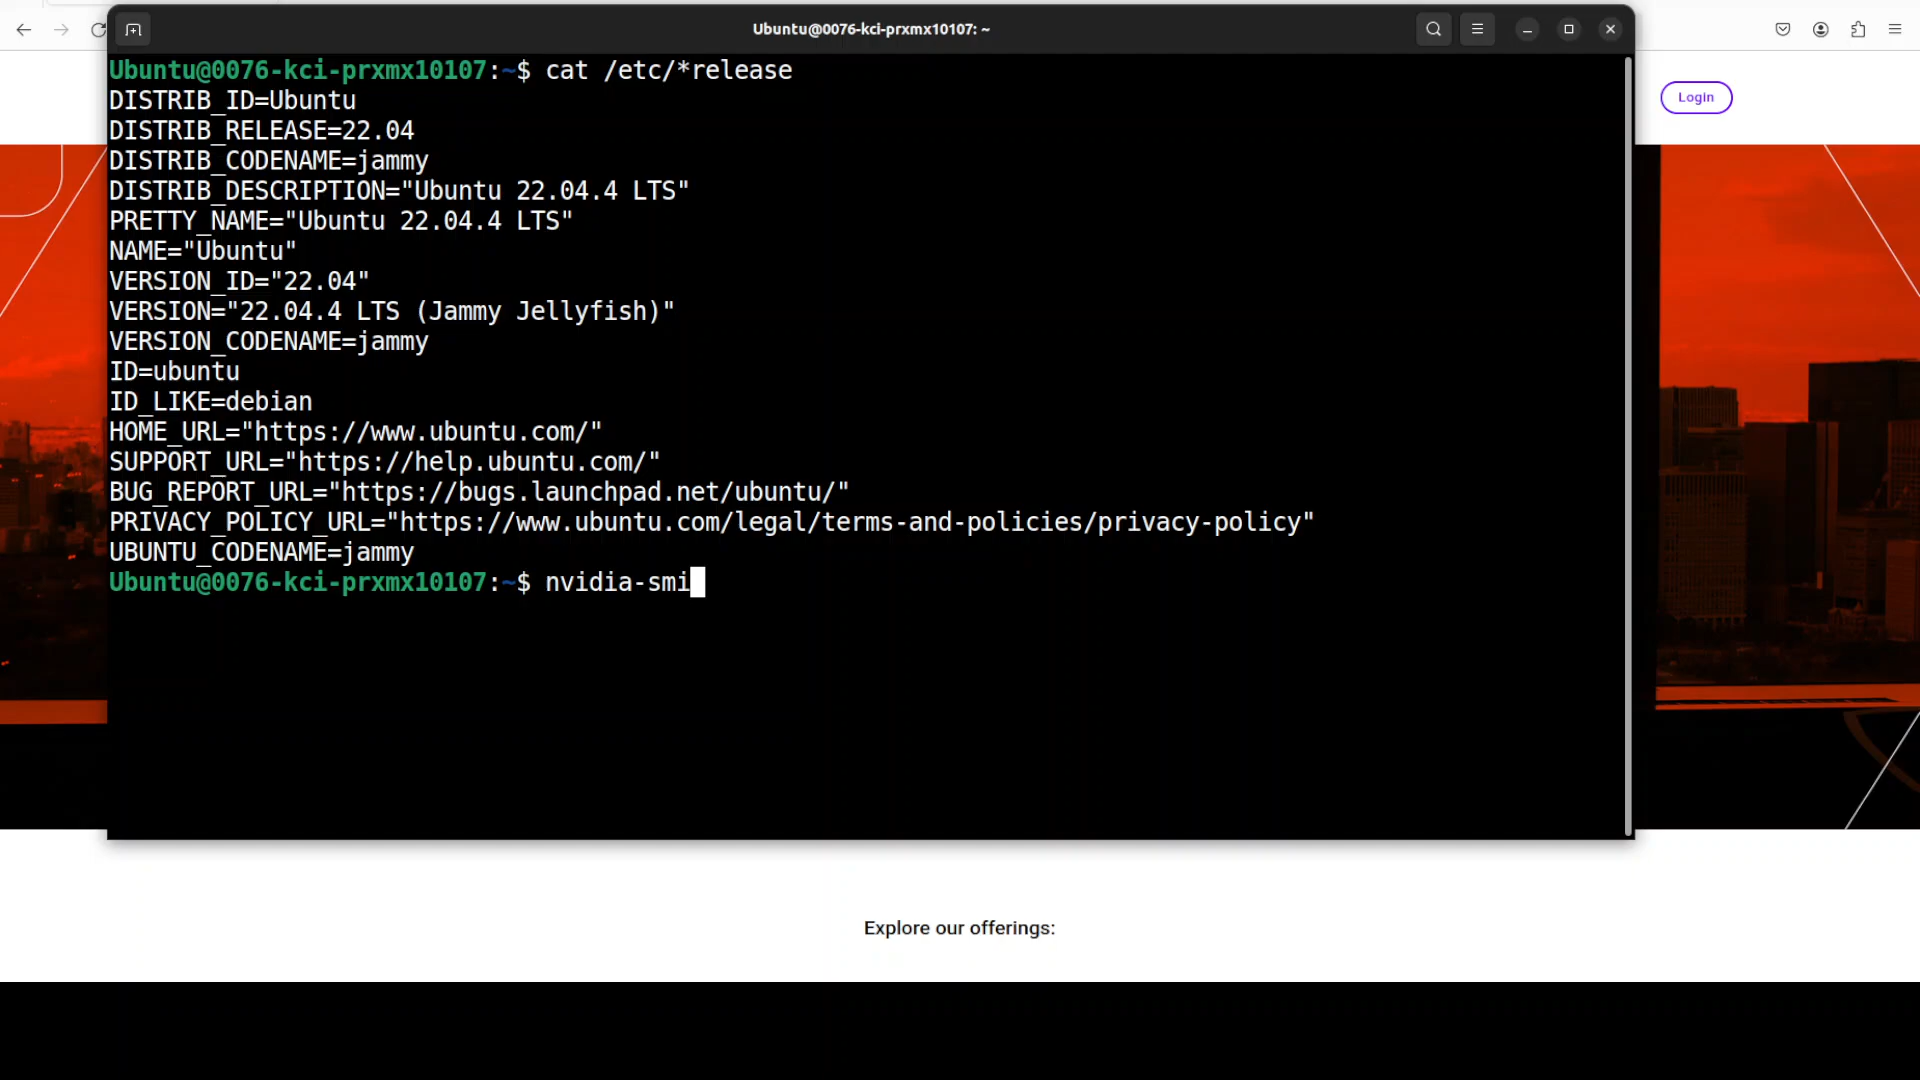 Ubuntu@0076-kci-prxmx10107: ~
Ubuntu@0076-kci-prxmx10107:~$ cat /etc/*release
DISTRIB_ID=Ubuntu
DISTRIB_RELEASE=22.04
DISTRIB_CODENAME=jammy
DISTRIB_DESCRIPTION="Ubuntu 22.04.4 LTS"
PRETTY_NAME="Ubuntu 22.04.4 LTS"
NAME="Ubuntu"
VERSION_ID="22.04"
VERSION="22.04.4 LTS (Jammy Jellyfish)"
VERSION_CODENAME=jammy
ID=ubuntu
ID_LIKE=debian
HOME_URL="https://www.ubuntu.com/"
SUPPORT_URL="https://help.ubuntu.com/"
BUG_REPORT_URL="https://bugs.launchpad.net/ubuntu/"
PRIVACY_POLICY_URL="https://www.ubuntu.com/legal/terms-and-policies/privacy-policy"
UBUNTU_CODENAME=jammy
Ubuntu@0076-kci-prxmx10107:~$ nvidia-smi
Login
Explore our offerings: